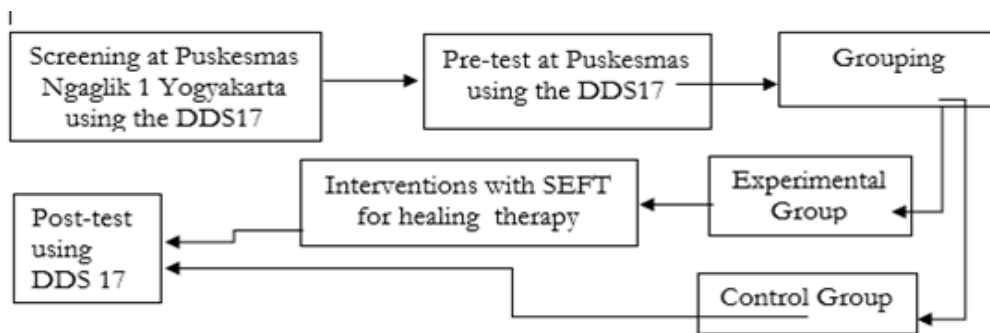 Screening at Puskesmas
Ngaglik 1 Yogyakarta
using the DDS17
Pre-test at Puskesmas
using the DDS17
Grouping
Experimental
Group
Interventions with SEFT
for healing therapy
Post-test
using
DDS 17
Control Group